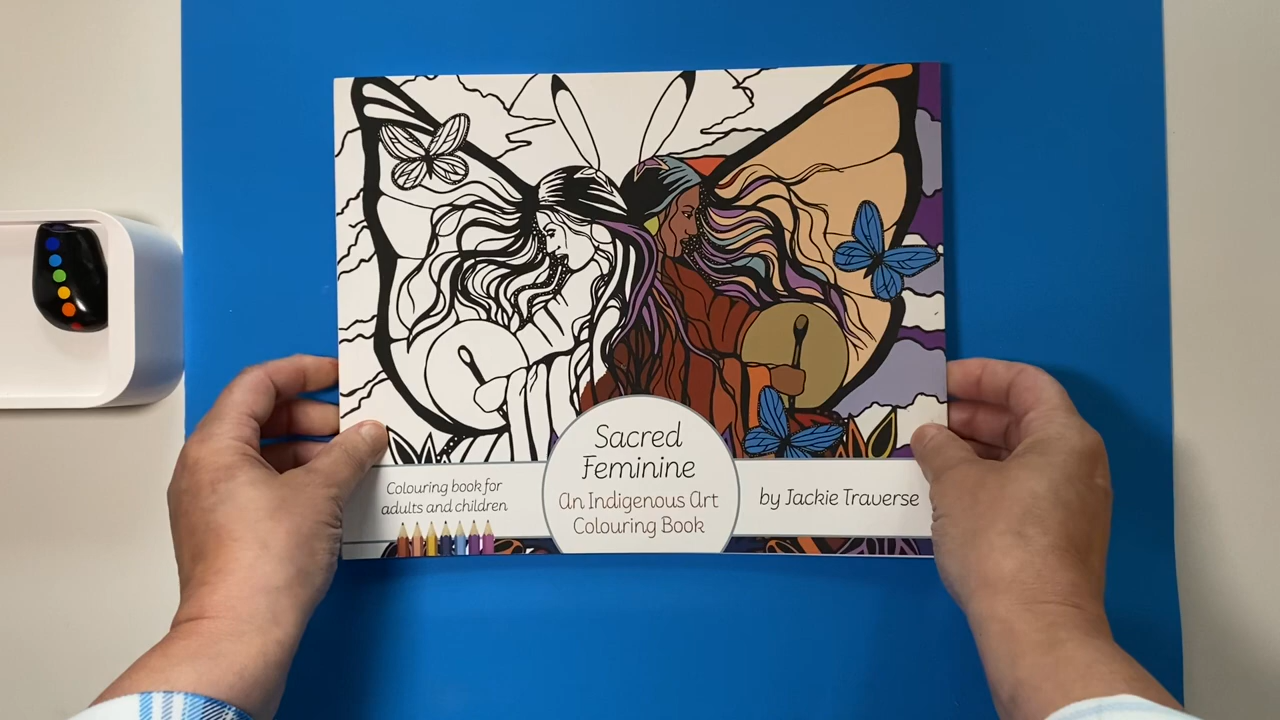 Sacred
Feminine
An Indigenous Art
Colouring Book
Colouring book for
adults and children
by Jackie Traverse